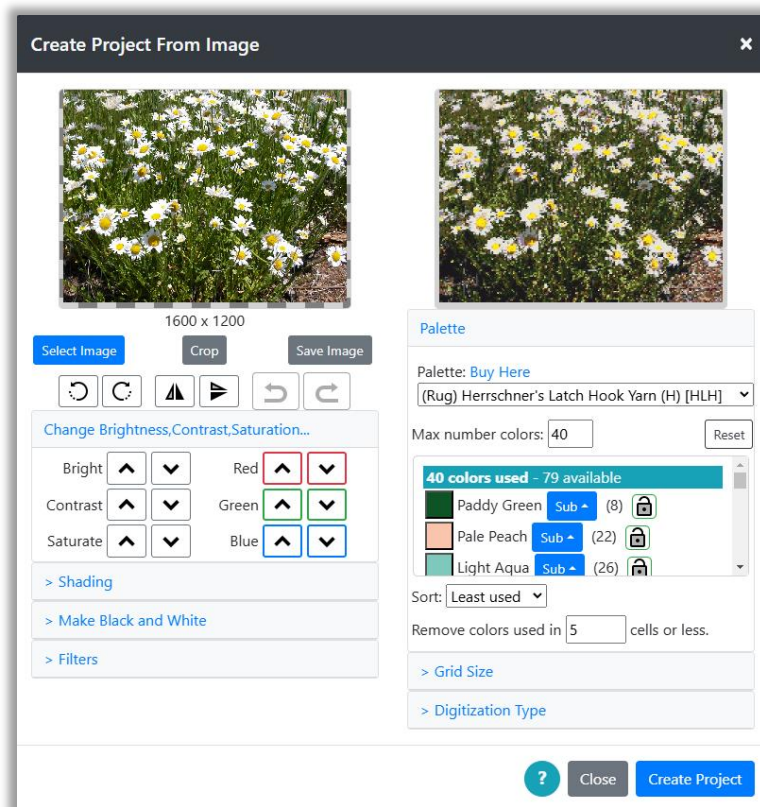 Create Project From Image ×
1600 x 1200
Select Image Crop Save Image
Change Brightness,Contrast,Saturation...
Bright Red
Contrast Green
Saturate Blue
> Shading
> Make Black and White
> Filters
Palette
Palette: Buy Here
(Rug) Herrschner's Latch Hook Yarn (H) [HLH]
Max number colors: 40 Reset
40 colors used - 79 available
Paddy Green Sub (8)
Pale Peach Sub (22)
Light Aqua Sub (26)
Sort: Least used
Remove colors used in 5 cells or less.
> Grid Size
> Digitization Type
? Close Create Project